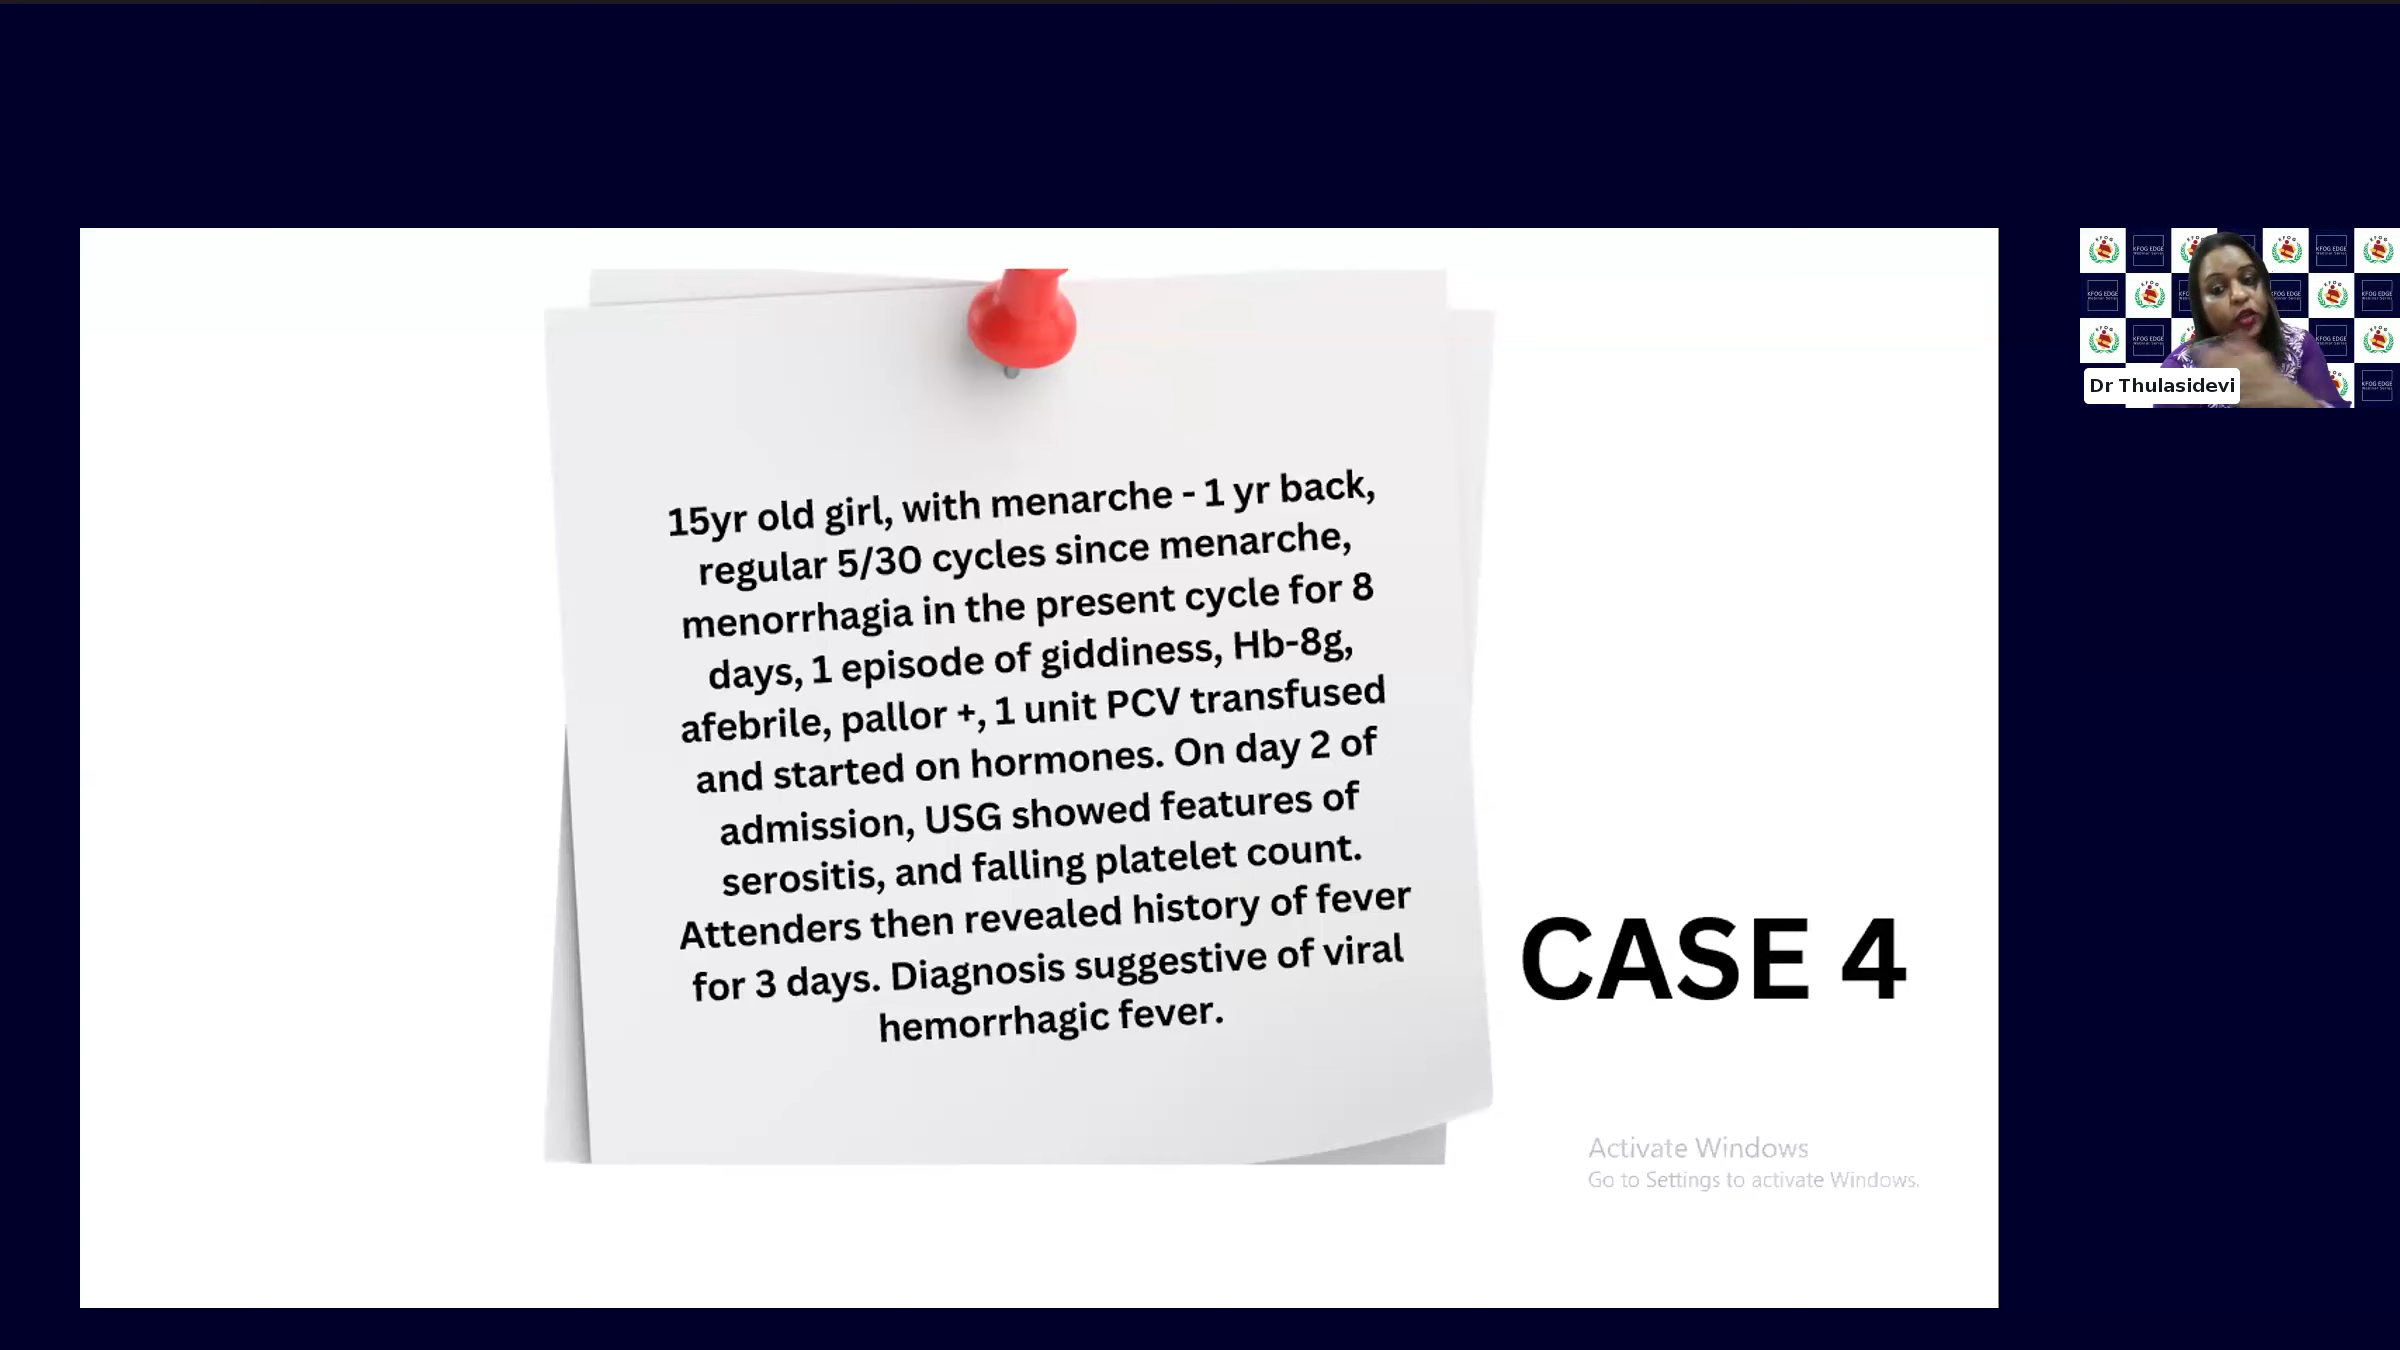 15yr old girl, with menarche - 1 yr back,
regular 5/30 cycles since menarche,
menorrhagia in the present cycle for 8
days, 1 episode of giddiness, Hb-8g,
afebrile, pallor +, 1 unit PCV transfused
and started on hormones. On day 2 of
admission, USG showed features of
serositis, and falling platelet count.
Attenders then revealed history of fever
for 3 days. Diagnosis suggestive of viral
hemorrhagic fever.
CASE 4
Activate Windows
Go to Settings to activate Windows.
KFOG EDGE
Webinar Series
Dr Thulasidevi